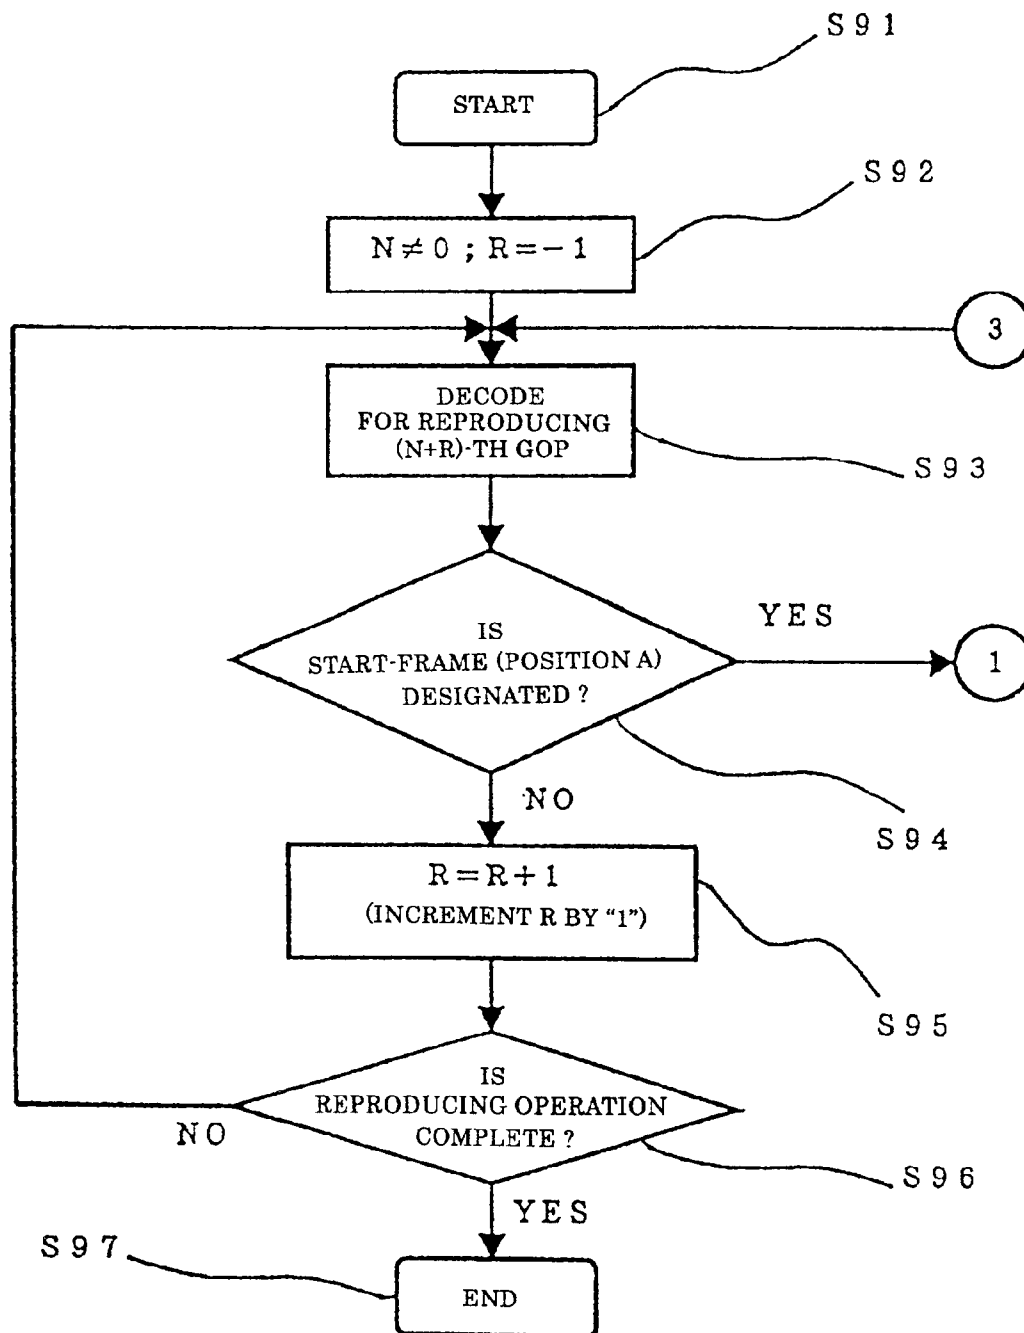 S91
START
S92
N≠0 ; R=−1
3
DECODE
FOR REPRODUCING
(N+R)-TH GOP
S93
YES
IS
START-FRAME (POSITION A)
DESIGNATED ?
1
NO
S94
R=R+1
(INCREMENT R BY “1”)
S95
IS
REPRODUCING OPERATION
COMPLETE ?
NO
S96
YES
S97
END